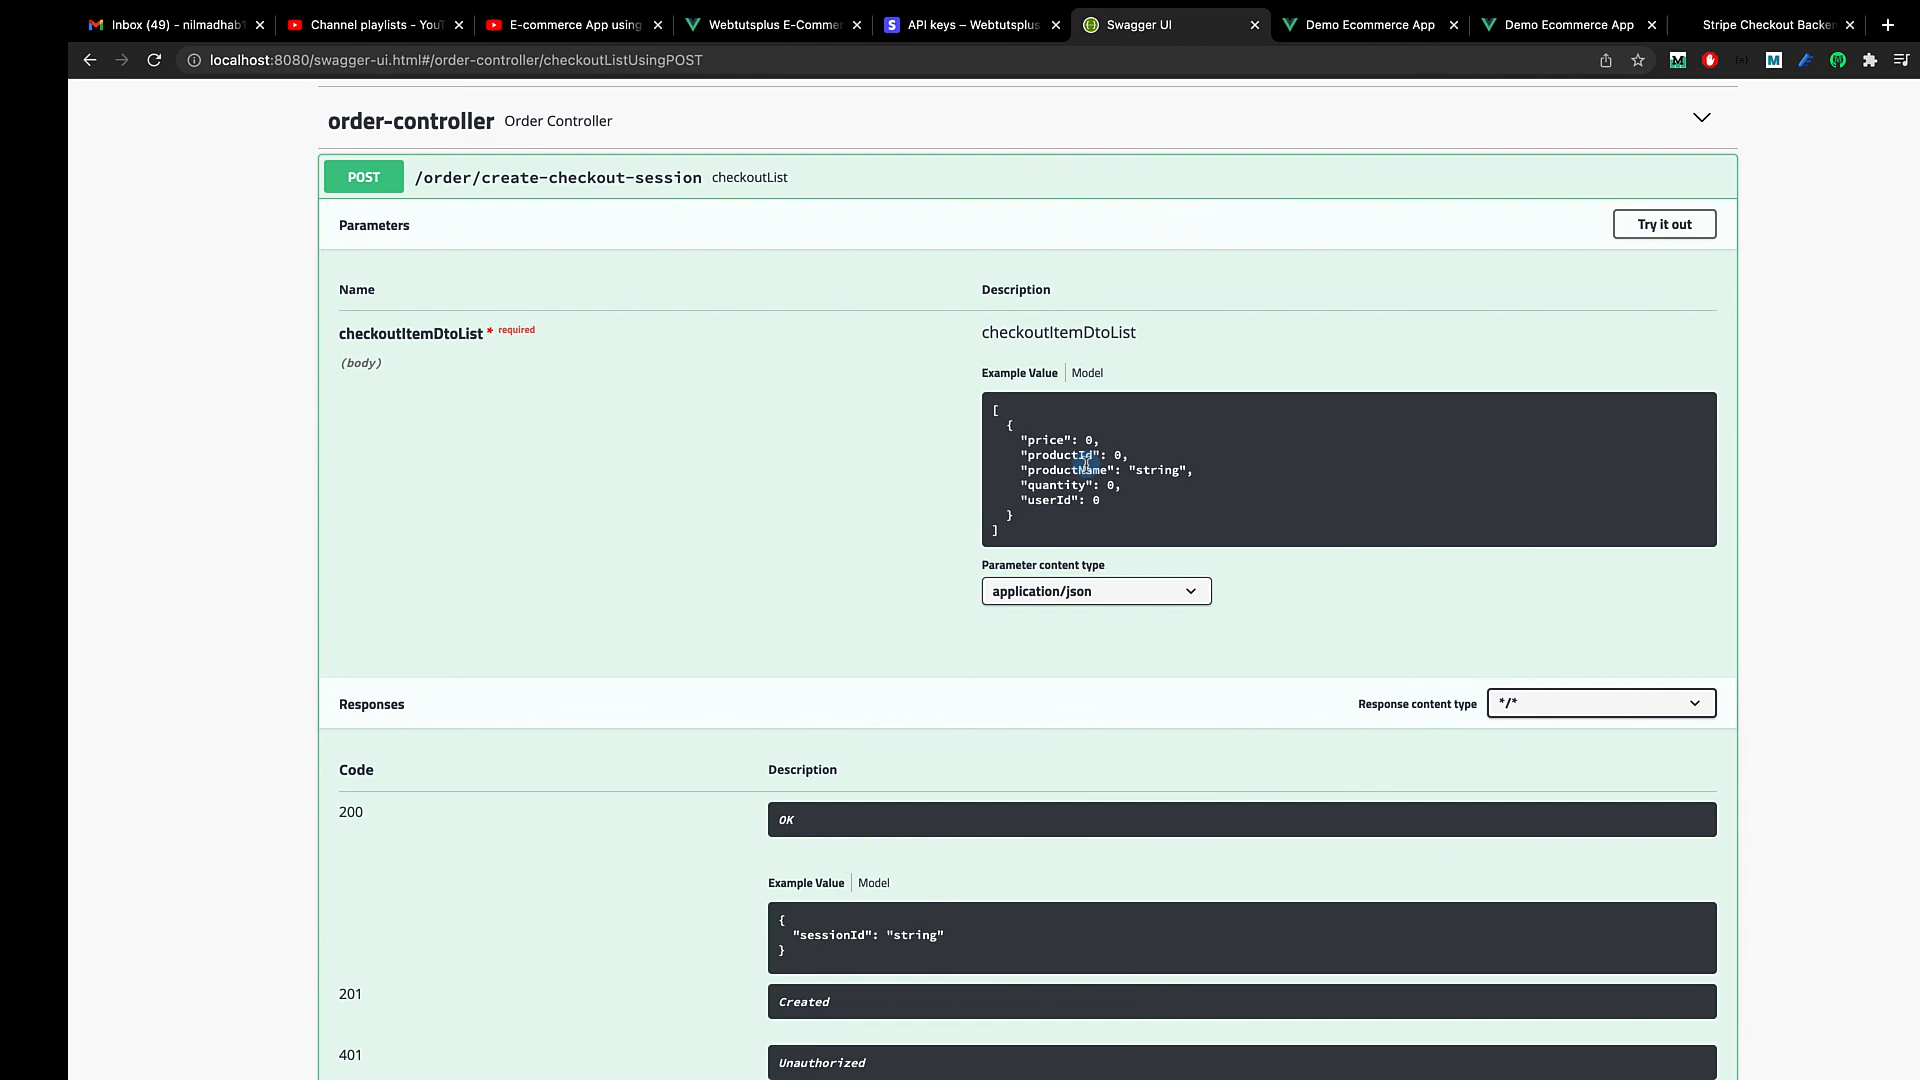 Inbox (49) - nilmadhab1
Channel playlists - YouT
E-commerce App using
Webtutsplus E-Commer
API keys – Webtutsplus
Swagger UI
Demo Ecommerce App
Demo Ecommerce App
Stripe Checkout Backen
localhost:8080/swagger-ui.html#/order-controller/checkoutListUsingPOST
order-controller Order Controller
POST /order/create-checkout-session checkoutList
Parameters
Try it out
Name
Description
checkoutItemDtoList * required
(body)
checkoutItemDtoList
Example Value | Model
[
{
"price": 0,
"productId": 0,
"productName": "string",
"quantity": 0,
"userId": 0
}
]
Parameter content type
application/json
Responses
Response content type
*/*
Code
Description
200
OK
Example Value | Model
{
"sessionId": "string"
}
201
Created
401
Unauthorized